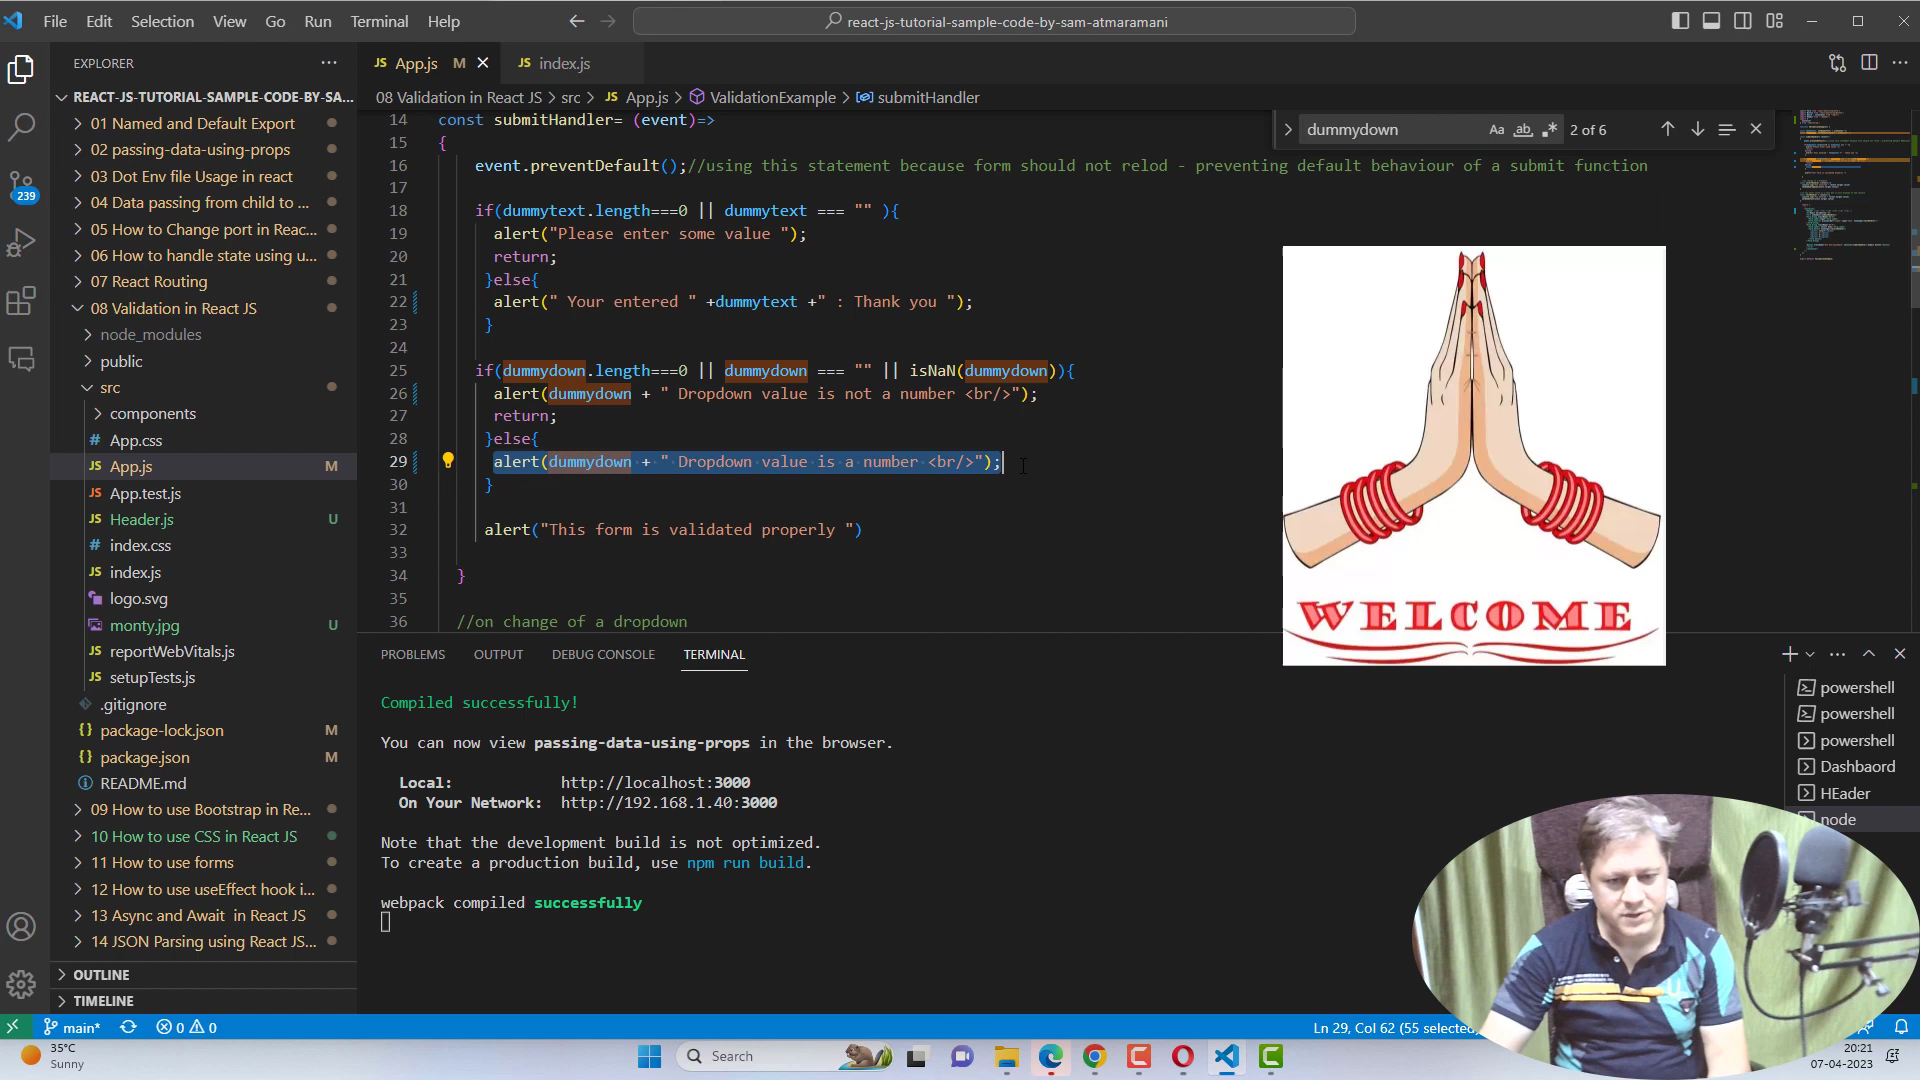 File Edit Selection View Go Run Terminal Help
react-js-tutorial-sample-code-by-sam-atmaramani
EXPLORER
JS App.js M
JS index.js
REACT-JS-TUTORIAL-SAMPLE-CODE-BY-SA...
08 Validation in React JS > src > JS App.js > ValidationExample > submitHandler
dummydown Aa ab .* 2 of 6
01 Named and Default Export
02 passing-data-using-props
03 Dot Env file Usage in react
04 Data passing from child to ...
05 How to Change port in Reac...
06 How to handle state using u...
07 React Routing
08 Validation in React JS
node_modules
public
src
components
# App.css
JS App.js M
JS App.test.js
JS Header.js U
# index.css
JS index.js
logo.svg
monty.jpg U
JS reportWebVitals.js
JS setupTests.js
.gitignore
{} package-lock.json M
{} package.json M
README.md
09 How to use Bootstrap in Re...
10 How to use CSS in React JS
11 How to use forms
12 How to use useEffect hook i...
13 Async and Await in React JS
14 JSON Parsing using React JS...
OUTLINE
TIMELINE
239
14 const submitHandler= (event)=>
15 {
16 event.preventDefault();//using this statement because form should not relod - preventing default behaviour of a submit function
17
18 if(dummytext.length===0 || dummytext === "" ){
19 alert("Please enter some value ");
20 return;
21 }else{
22 alert(" Your entered " +dummytext +" : Thank you ");
23 }
24
25 if(dummydown.length===0 || dummydown === "" || isNaN(dummydown)){
26 alert(dummydown + " Dropdown value is not a number <br/>");
27 return;
28 }else{
29 alert(dummydown + " Dropdown value is a number <br/>");
30 }
31
32 alert("This form is validated properly ")
33
34 }
35
36 //on change of a dropdown
WELCOME
PROBLEMS OUTPUT DEBUG CONSOLE TERMINAL
Compiled successfully!
You can now view passing-data-using-props in the browser.
Local: http://localhost:3000
On Your Network: http://192.168.1.40:3000
Note that the development build is not optimized.
To create a production build, use npm run build.
webpack compiled successfully
powershell
powershell
powershell
Dashbaord
HEader
node
main* 0 0
Ln 29, Col 62 (55 selected
35°C
Sunny
Search
20:21
07-04-2023